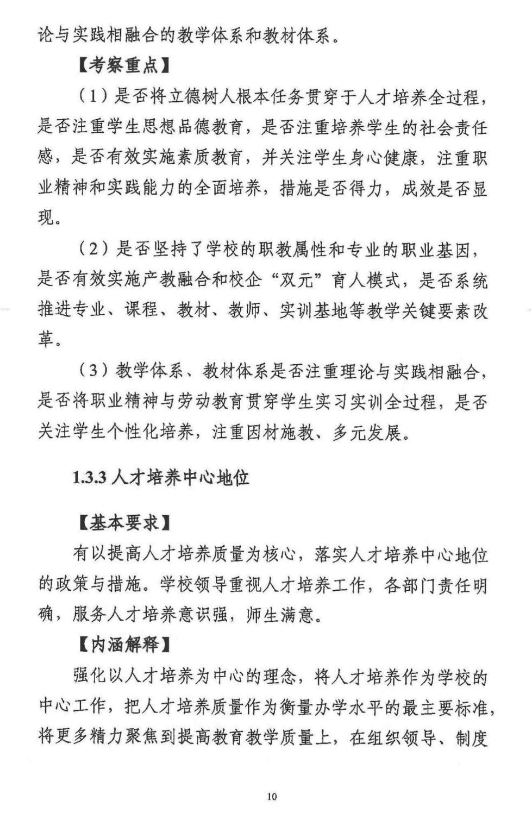 论与实践相融合的教学体系和教材体系。
【考察重点】
（1）是否将立德树人根本任务贯穿于人才培养全过程，
是否注重学生思想品德教育，是否注重培养学生的社会责任
感，是否有效实施素质教育，并关注学生身心健康，注重职
业精神和实践能力的全面培养，措施是否得力，成效是否显
现。
（2）是否坚持了学校的职教属性和专业的职业基因，
是否有效实施产教融合和校企“双元”育人模式，是否系统
推进专业、课程、教材、教师、实训基地等教学关键要素改
革。
（3）教学体系、教材体系是否注重理论与实践相融合，
是否将职业精神与劳动教育贯穿学生实习实训全过程，是否
关注学生个性化培养，注重因材施教、多元发展。
1.3.3 人才培养中心地位
【基本要求】
有以提高人才培养质量为核心，落实人才培养中心地位
的政策与措施。学校领导重视人才培养工作，各部门责任明
确，服务人才培养意识强，师生满意。
【内涵解释】
强化以人才培养为中心的理念，将人才培养作为学校的
中心工作，把人才培养质量作为衡量办学水平的最主要标准，
将更多精力聚焦到提高教育教学质量上，在组织领导、制度
10